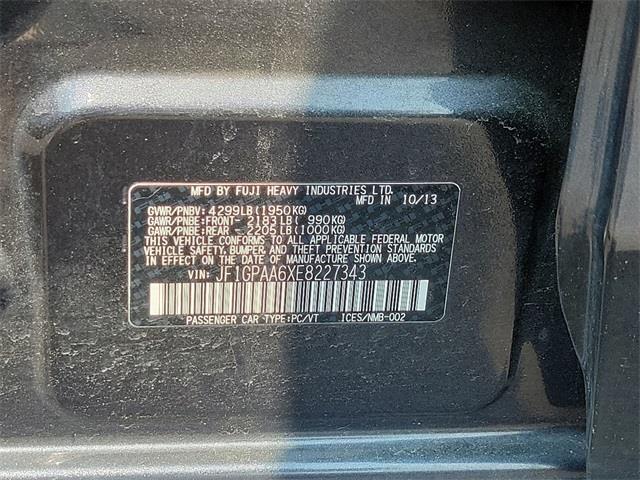 MFD BY FUJI HEAVY INDUSTRIES LTD.
MFD IN 10/13
GVWR/PNBV: 4299LB(1950KG)
GAWR/PNBE:FRONT- 2183LB( 990KG)
GAWR/PNBE:REAR - 2205LB(1000KG)
THIS VEHICLE CONFORMS TO ALL APPLICABLE FEDERAL MOTOR
VEHICLE SAFETY, BUMPER AND THEFT PREVENTION STANDARDS
IN EFFECT ON THE DATE OF MANUFACTURE SHOWN ABOVE.
VIN: JF1GPAA6XE8227343
PASSENGER CAR TYPE:PC/VT ICES/NMB-002